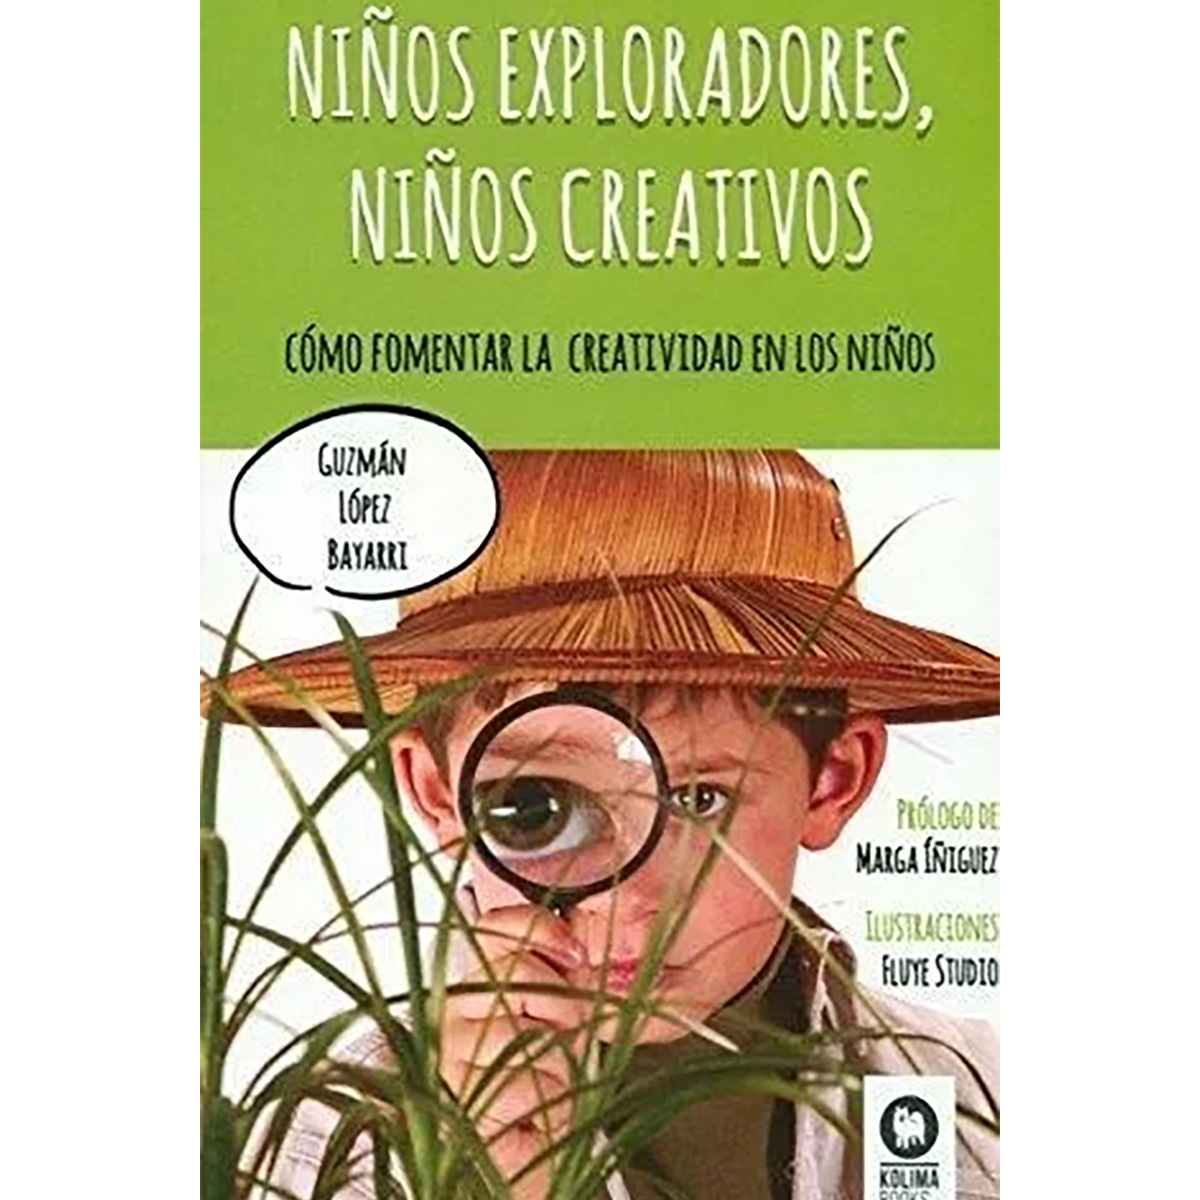 NIÑOS EXPLORADORES,
NIÑOS CREATIVOS
CÓMO FOMENTAR LA CREATIVIDAD EN LOS NIÑOS
GUZMÁN
LÓPEZ
BAYARRI
PRÓLOGO DE
MARGA ÍÑIGUEZ
ILUSTRACIONES
FLUYE STUDIO
KOLIMA
BOOKS